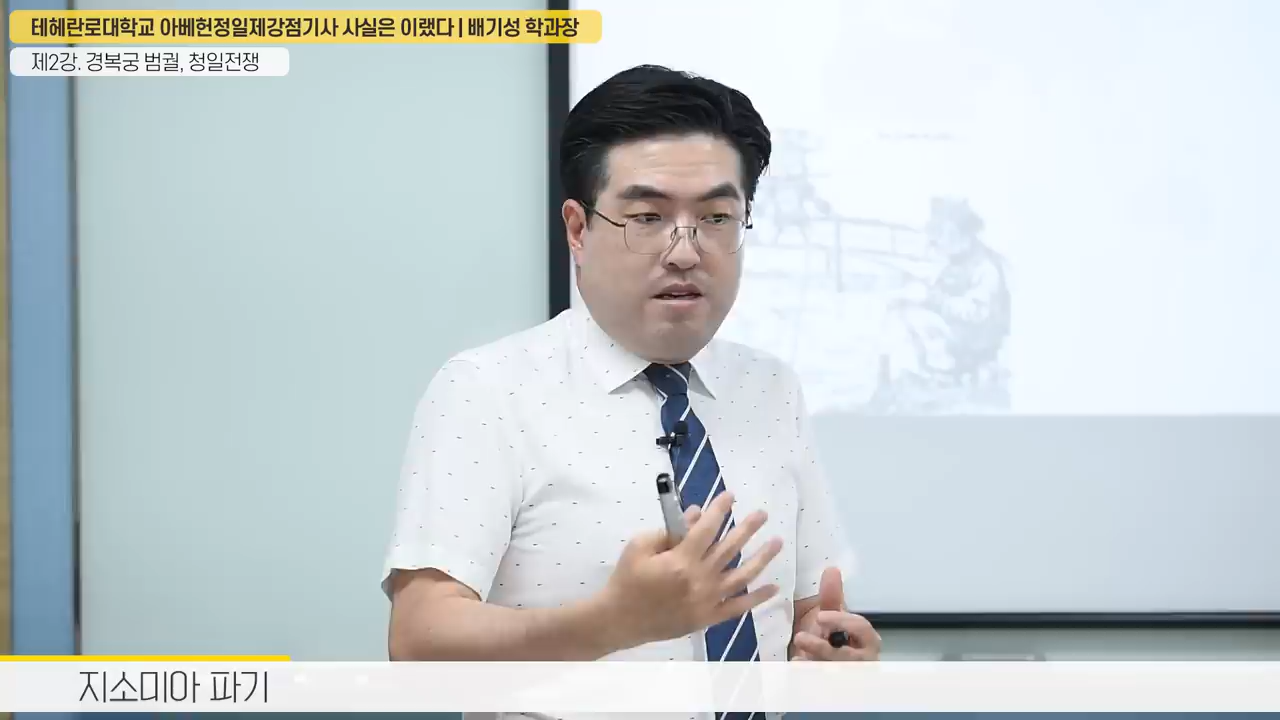 테헤란로대학교 아베헌정일제강점기사 사실은 이랬다 | 배기성 학과장
제2강. 경복궁 범궐, 청일전쟁
지소미아 파기